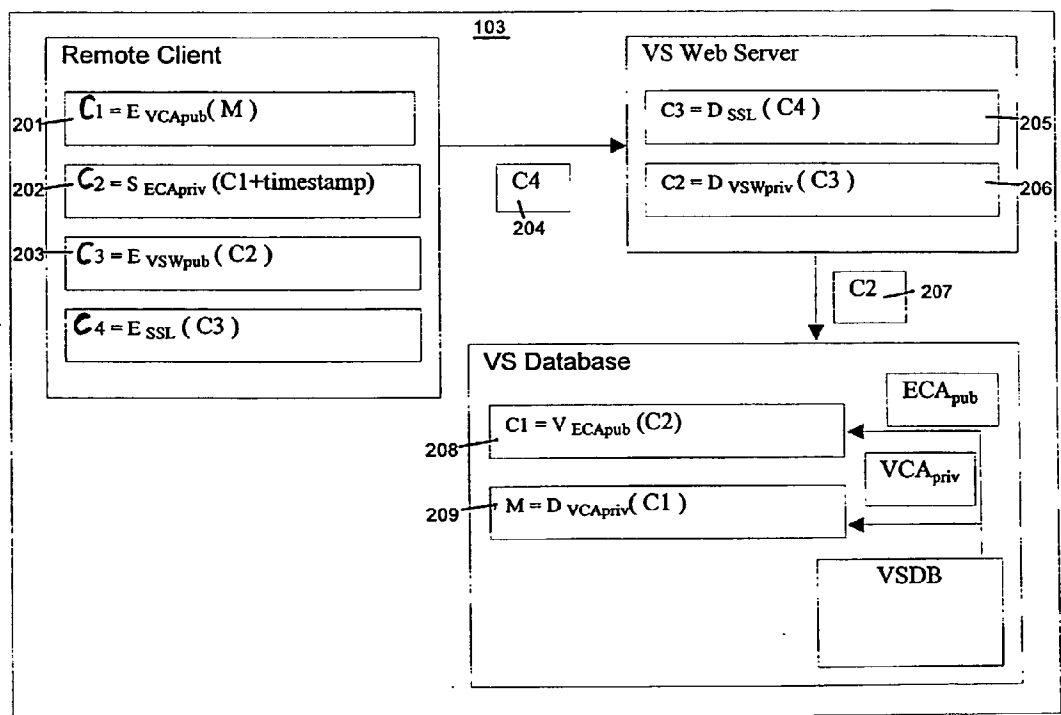 103
Remote Client
C1 = E VCApub( M )
201
C2 = S ECApriv (C1+timestamp)
202
C3 = E VSWpub ( C2 )
203
C4 = E SSL ( C3 )
C4
204
VS Web Server
C3 = D SSL ( C4 )
205
C2 = D VSWpriv ( C3 )
206
C2
207
VS Database
ECApub
C1 = V ECApub (C2)
208
VCApriv
M = D VCApriv( C1 )
209
VSDB